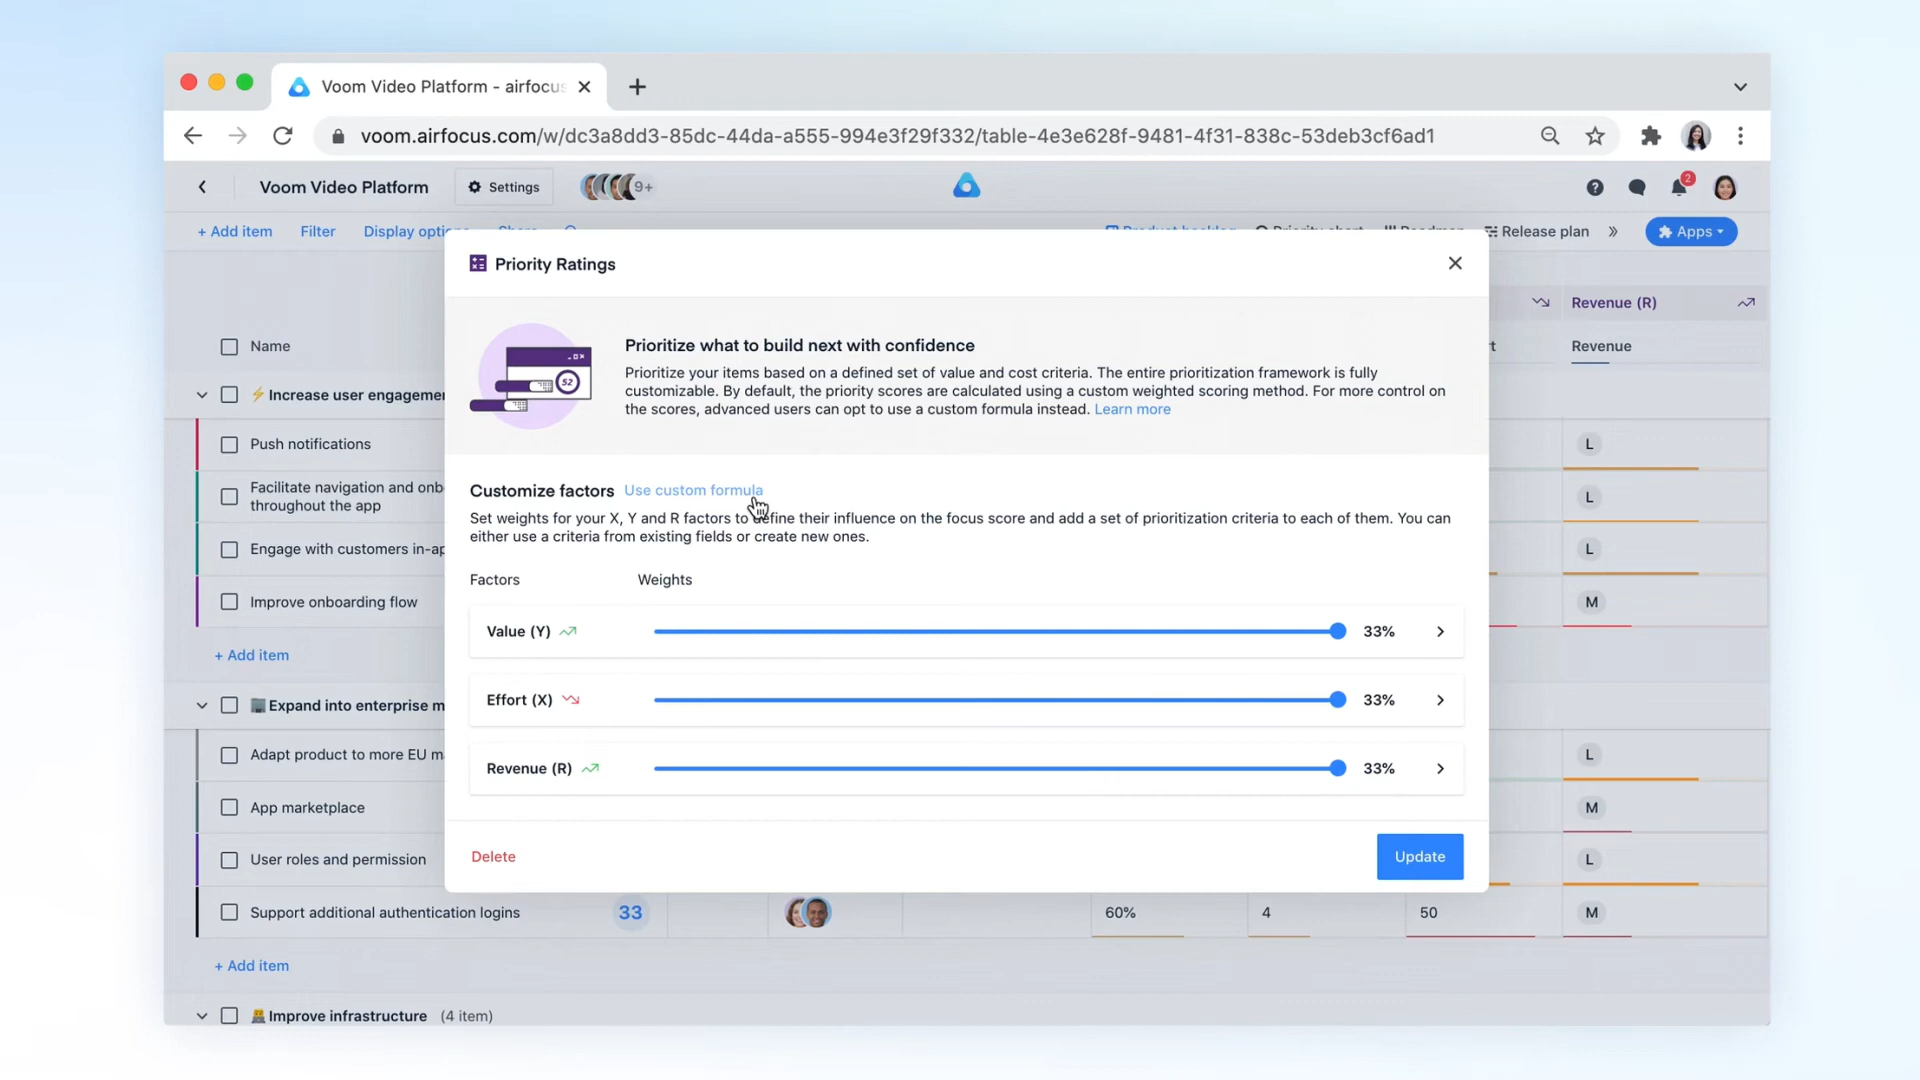 Voom Video Platform - airfocus
voom.airfocus.com/w/dc3a8dd3-85dc-44da-a555-994e3f29f332/table-4e3e628f-9481-4f31-838c-53deb3cf6ad1
Voom Video Platform
Settings
9+
2
+ Add item
Filter
Display options
Share
Product backlog
Priority chart
Roadmap
Release plan
Apps
Priority Ratings
Revenue (R)
Name
Revenue
52
Prioritize what to build next with confidence
Prioritize your items based on a defined set of value and cost criteria. The entire prioritization framework is fully
customizable. By default, the priority scores are calculated using a custom weighted scoring method. For more control on
the scores, advanced users can opt to use a custom formula instead. Learn more
⚡Increase user engagemen
Push notifications
L
Facilitate navigation and onb
throughout the app
L
Customize factors Use custom formula
Set weights for your X, Y and R factors to define their influence on the focus score and add a set of prioritization criteria to each of them. You can
either use a criteria from existing fields or create new ones.
Engage with customers in-ap
L
Factors
Weights
Improve onboarding flow
M
Value (Y)
33%
+ Add item
Effort (X)
33%
Expand into enterprise m
Adapt product to more EU m
L
Revenue (R)
33%
App marketplace
M
User roles and permission
L
Delete
Update
Support additional authentication logins
33
60%
4
50
M
+ Add item
Improve infrastructure (4 item)